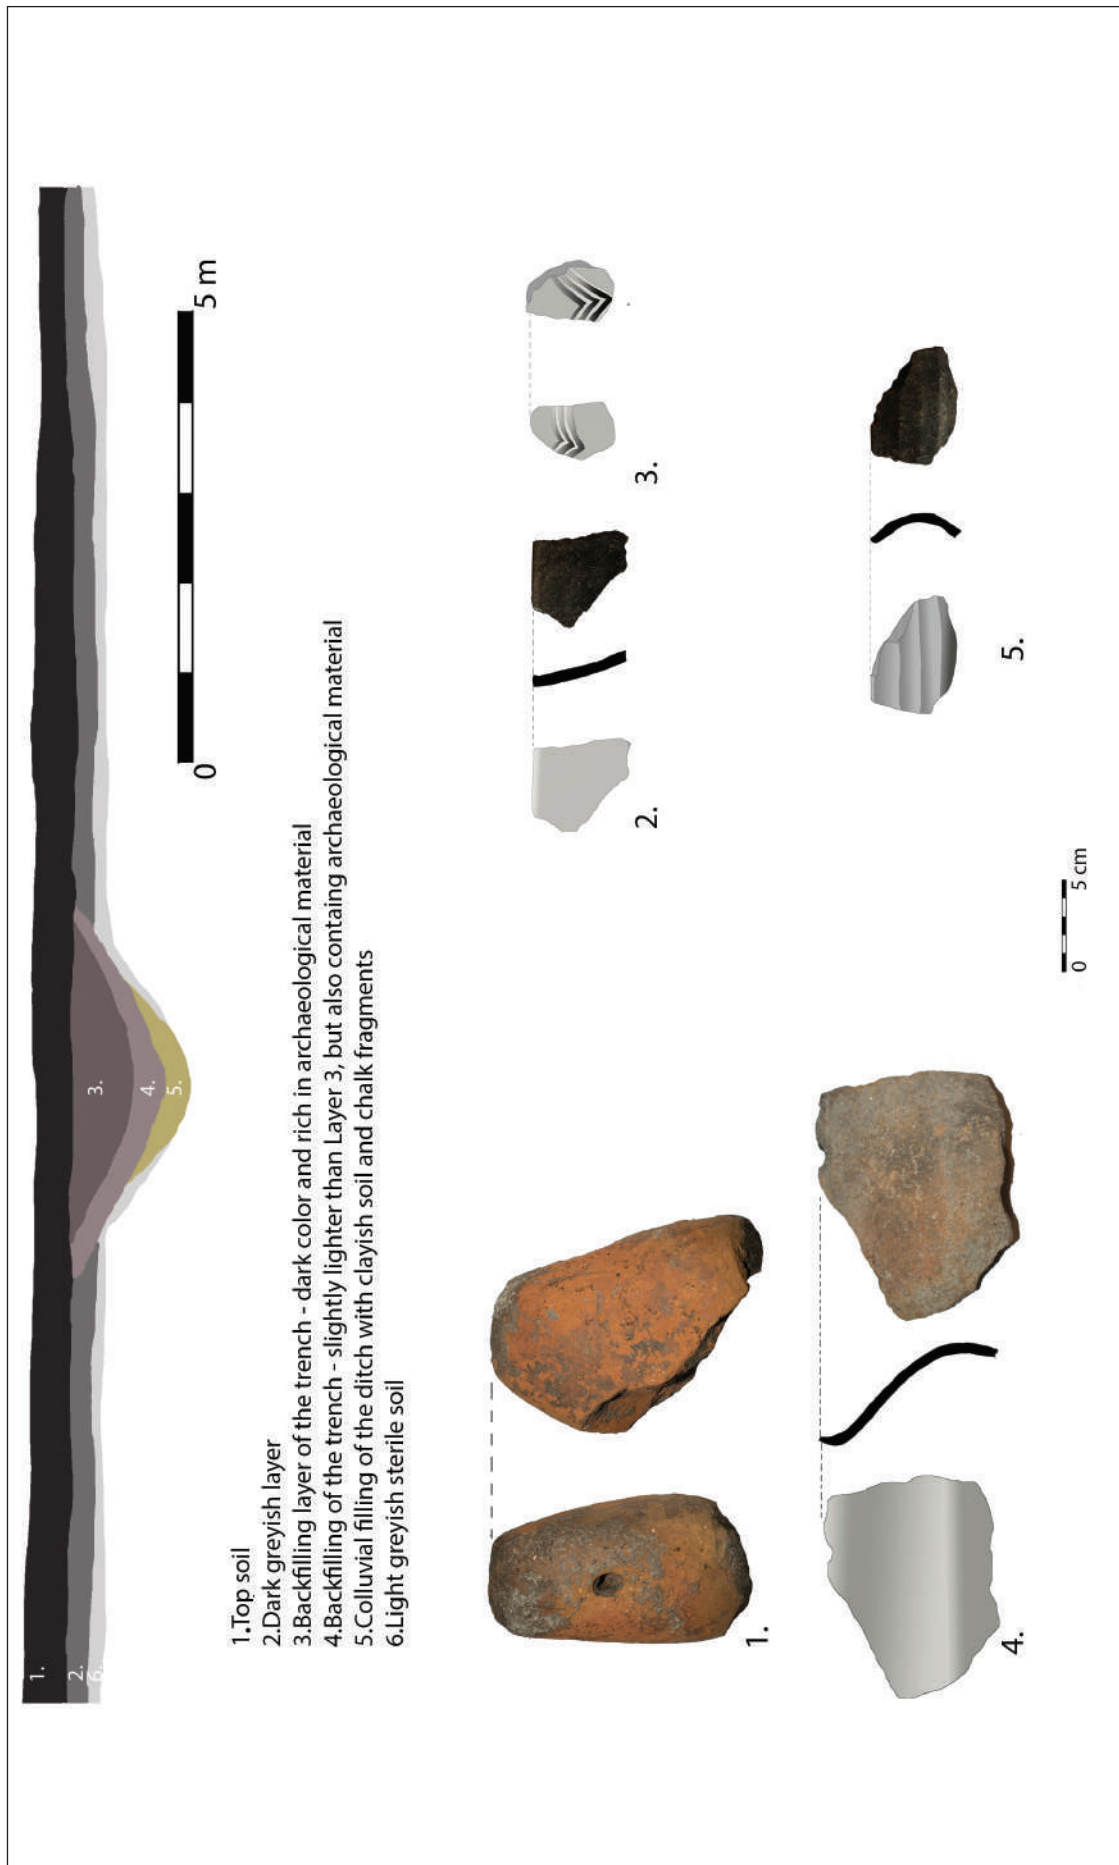 1.
2.
6.
3.
4.
5.
0
5 m
1.Top soil
2.Dark greyish layer
3.Backfilling layer of the trench - dark color and rich in archaeological material
4.Backfilling of the trench - slightly lighter than Layer 3, but also containg archaeological material
5.Colluvial filling of the ditch with clayish soil and chalk fragments
6.Light greyish sterile soil
1.
2.
3.
4.
0
5 cm
5.